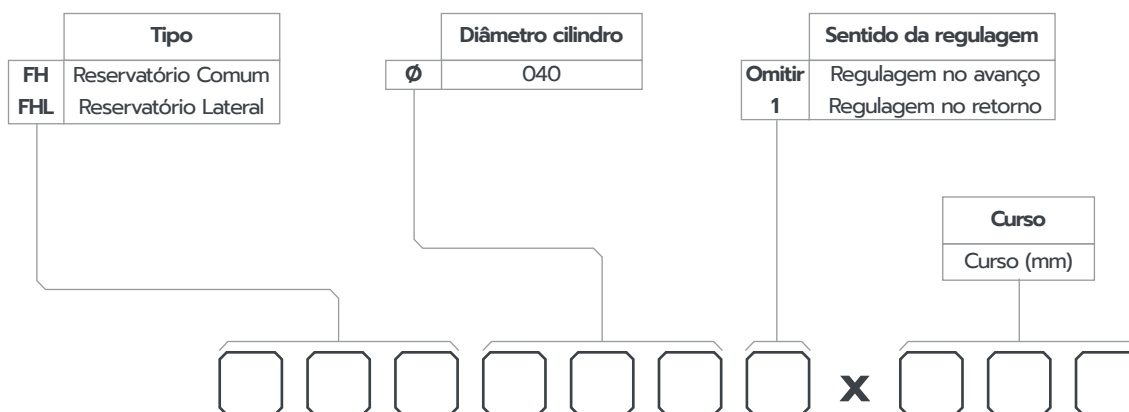 Tipo
FH Reservatório Comum
FHL Reservatório Lateral
Diâmetro cilindro
Ø 040
Sentido da regulagem
Omitir Regulagem no avanço
1 Regulagem no retorno
Curso
Curso (mm)
x